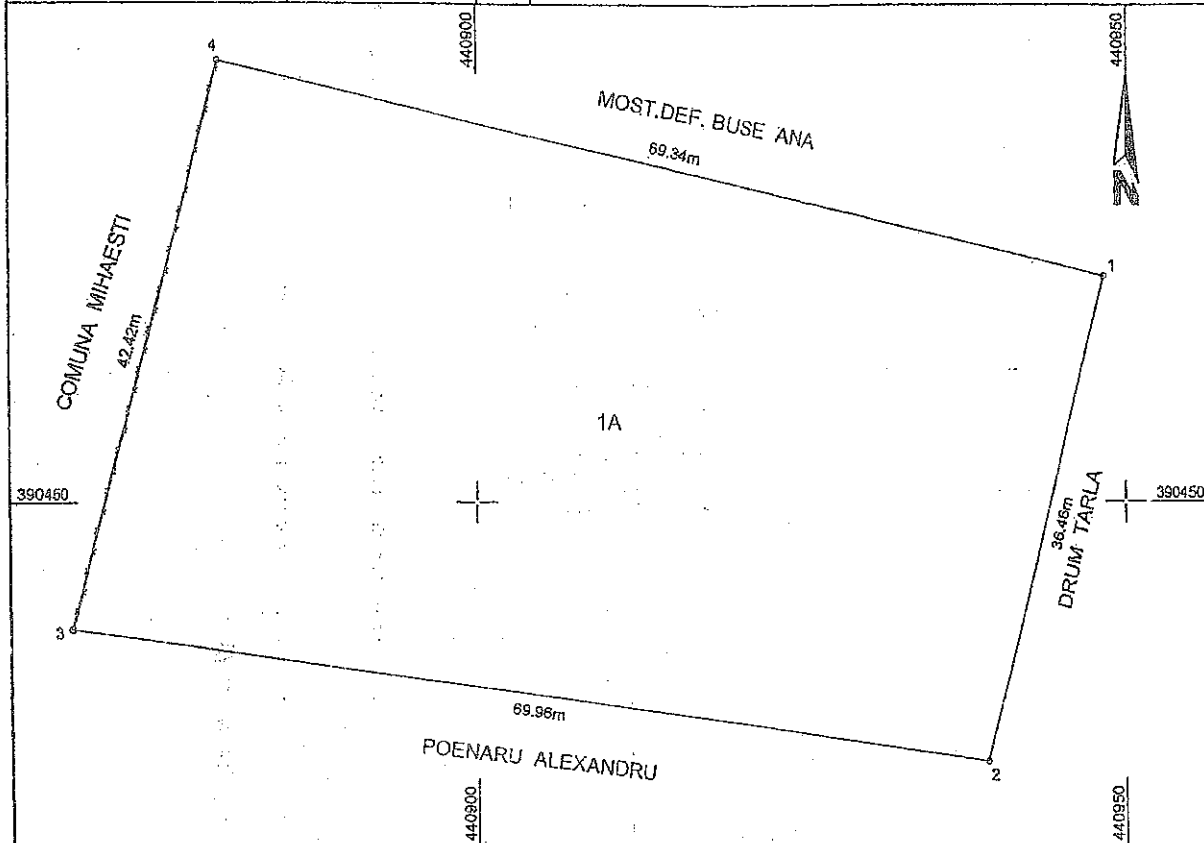 440900
440950
4
MOST.DEF. BUSE ANA
69.34m
N
1
COMUNA MIHAESTI
42.42m
1A
390450
390450
36.46m
DRUM TARLA
3
69.96m
POENARU ALEXANDRU
2
440900
440950